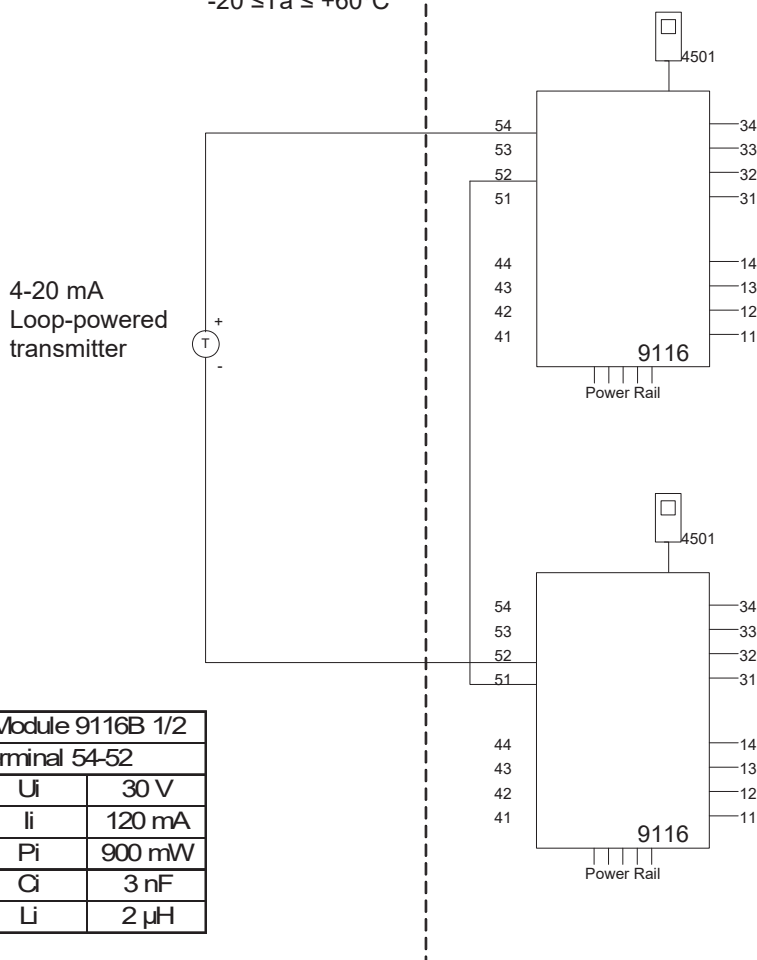 -20 ≤Ta ≤ +60°C
4501
54
53
52
51
34
33
32
31
44
43
42
41
14
13
12
11
9116
Power Rail
4-20 mA
Loop-powered
transmitter
+
T
-
4501
54
53
52
51
34
33
32
31
44
43
42
41
14
13
12
11
9116
Power Rail
Module 9116B 1/2
rminal 54-52
Ui 30 V
Ii 120 mA
Pi 900 mW
Ci 3 nF
Li 2 µH